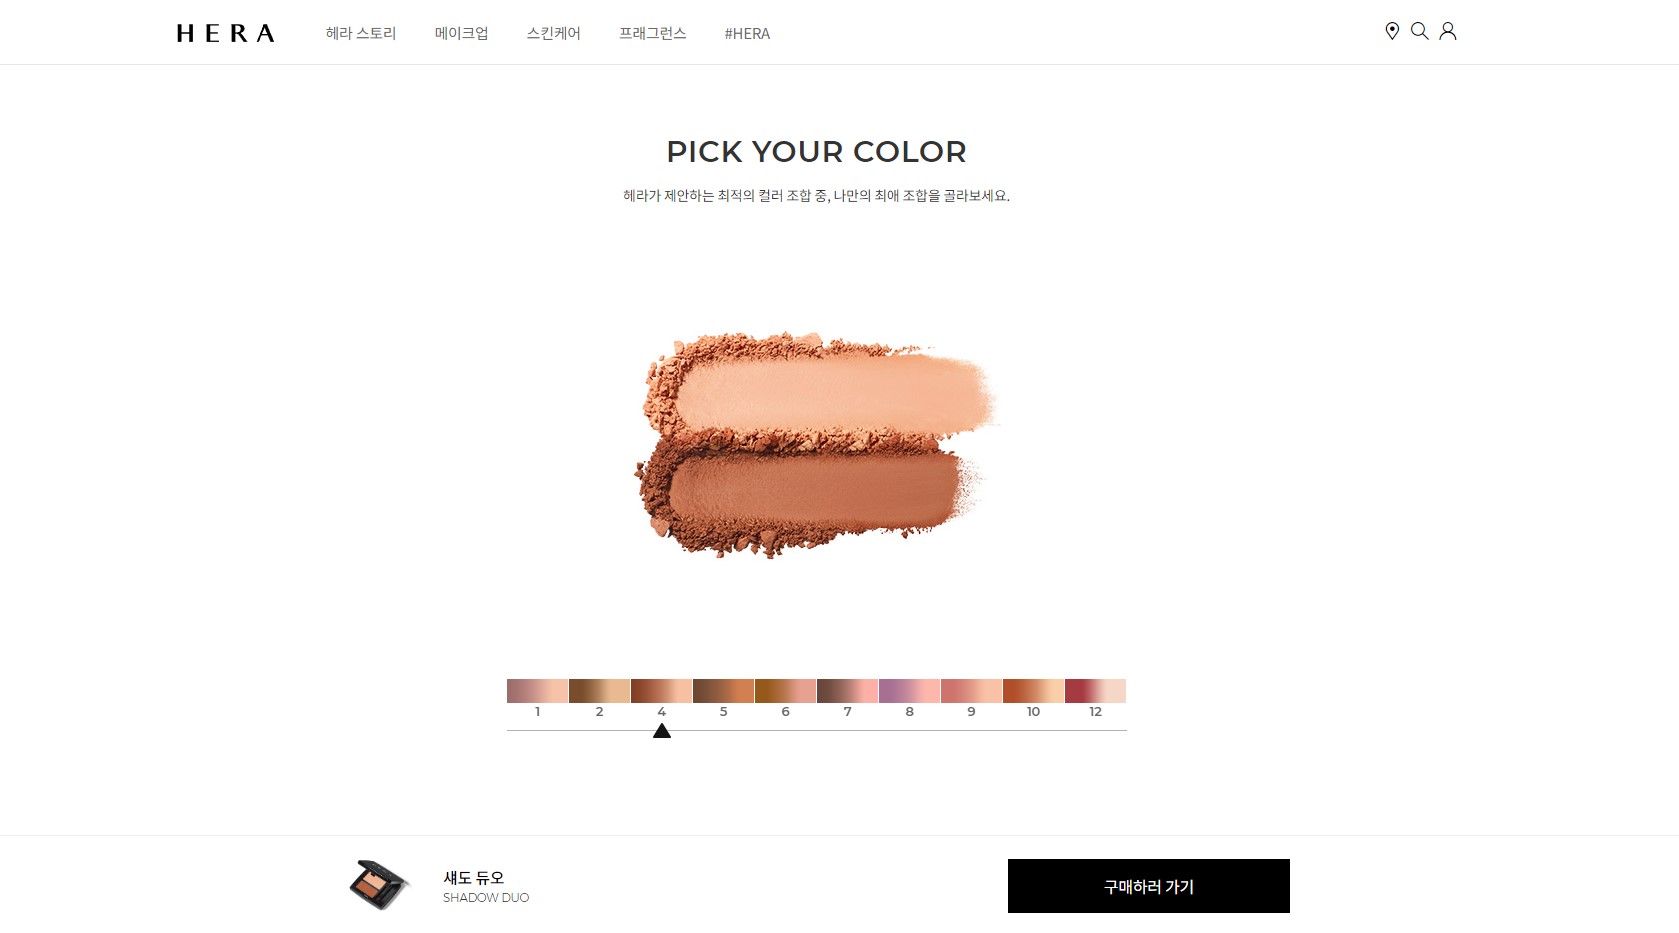 HERA 헤라 스토리 메이크업 스킨케어 프래그런스 #HERA
PICK YOUR COLOR
헤라가 제안하는 최적의 컬러 조합 중, 나만의 최애 조합을 골라보세요.
1 2 4 5 6 7 8 9 10 12
섀도 듀오
SHADOW DUO
구매하러 가기